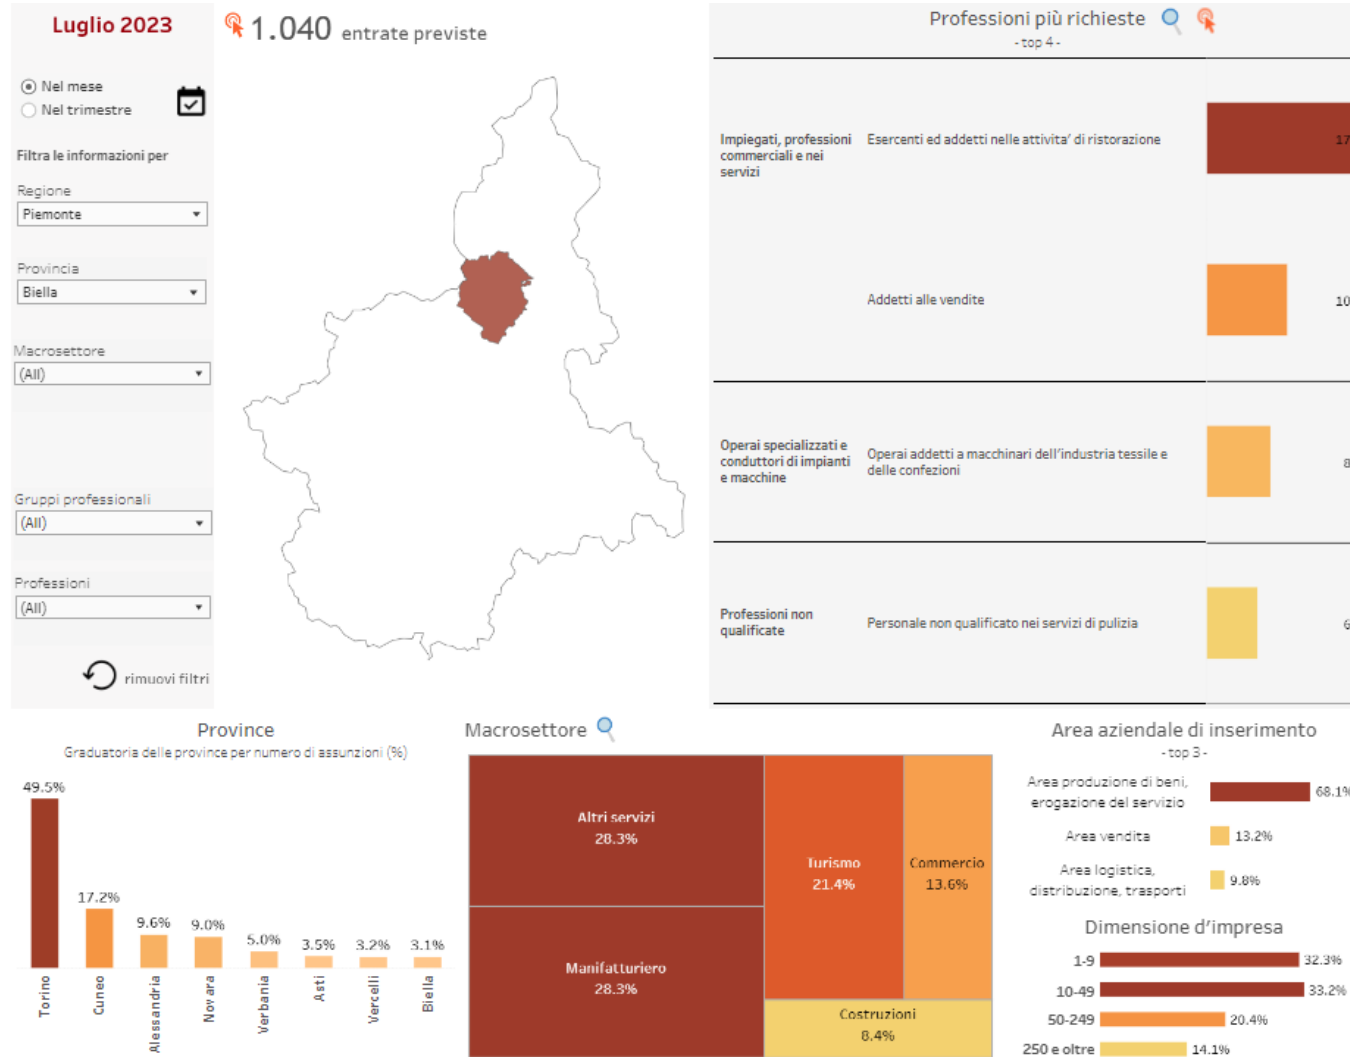 Luglio 2023
1.040 entrate previste
Nel mese
Nel trimestre
Filtra le informazioni per
Regione
Piemonte
Provincia
Biella
Macrosettore
(All)
Gruppi professionali
(All)
Professioni
(All)
rimuovi filtri
Professioni più richieste
- top 4 -
Impiegati, professioni
commerciali e nei
servizi
Esercenti ed addetti nelle attivita' di ristorazione
17
Addetti alle vendite
10
Operai specializzati e
conduttori di impianti
e macchine
Operai addetti a macchinari dell'industria tessile e
delle confezioni
8
Professioni non
qualificate
Personale non qualificato nei servizi di pulizia
6
Province
Graduatoria delle province per numero di assunzioni (%)
49.5%
17.2%
9.6%
9.0%
5.0%
3.5%
3.2%
3.1%
Torino
Cuneo
Alessandria
Novara
Verbania
Asti
Vercelli
Biella
Macrosettore
Altri servizi
28.3%
Manifatturiero
28.3%
Turismo
21.4%
Commercio
13.6%
Costruzioni
8.4%
Area aziendale di inserimento
- top 3 -
Area produzione di beni,
erogazione del servizio
68.1%
Area vendita
13.2%
Area logistica,
distribuzione, trasporti
9.8%
Dimensione d'impresa
1-9 32.3%
10-49 33.2%
50-249 20.4%
250 e oltre 14.1%